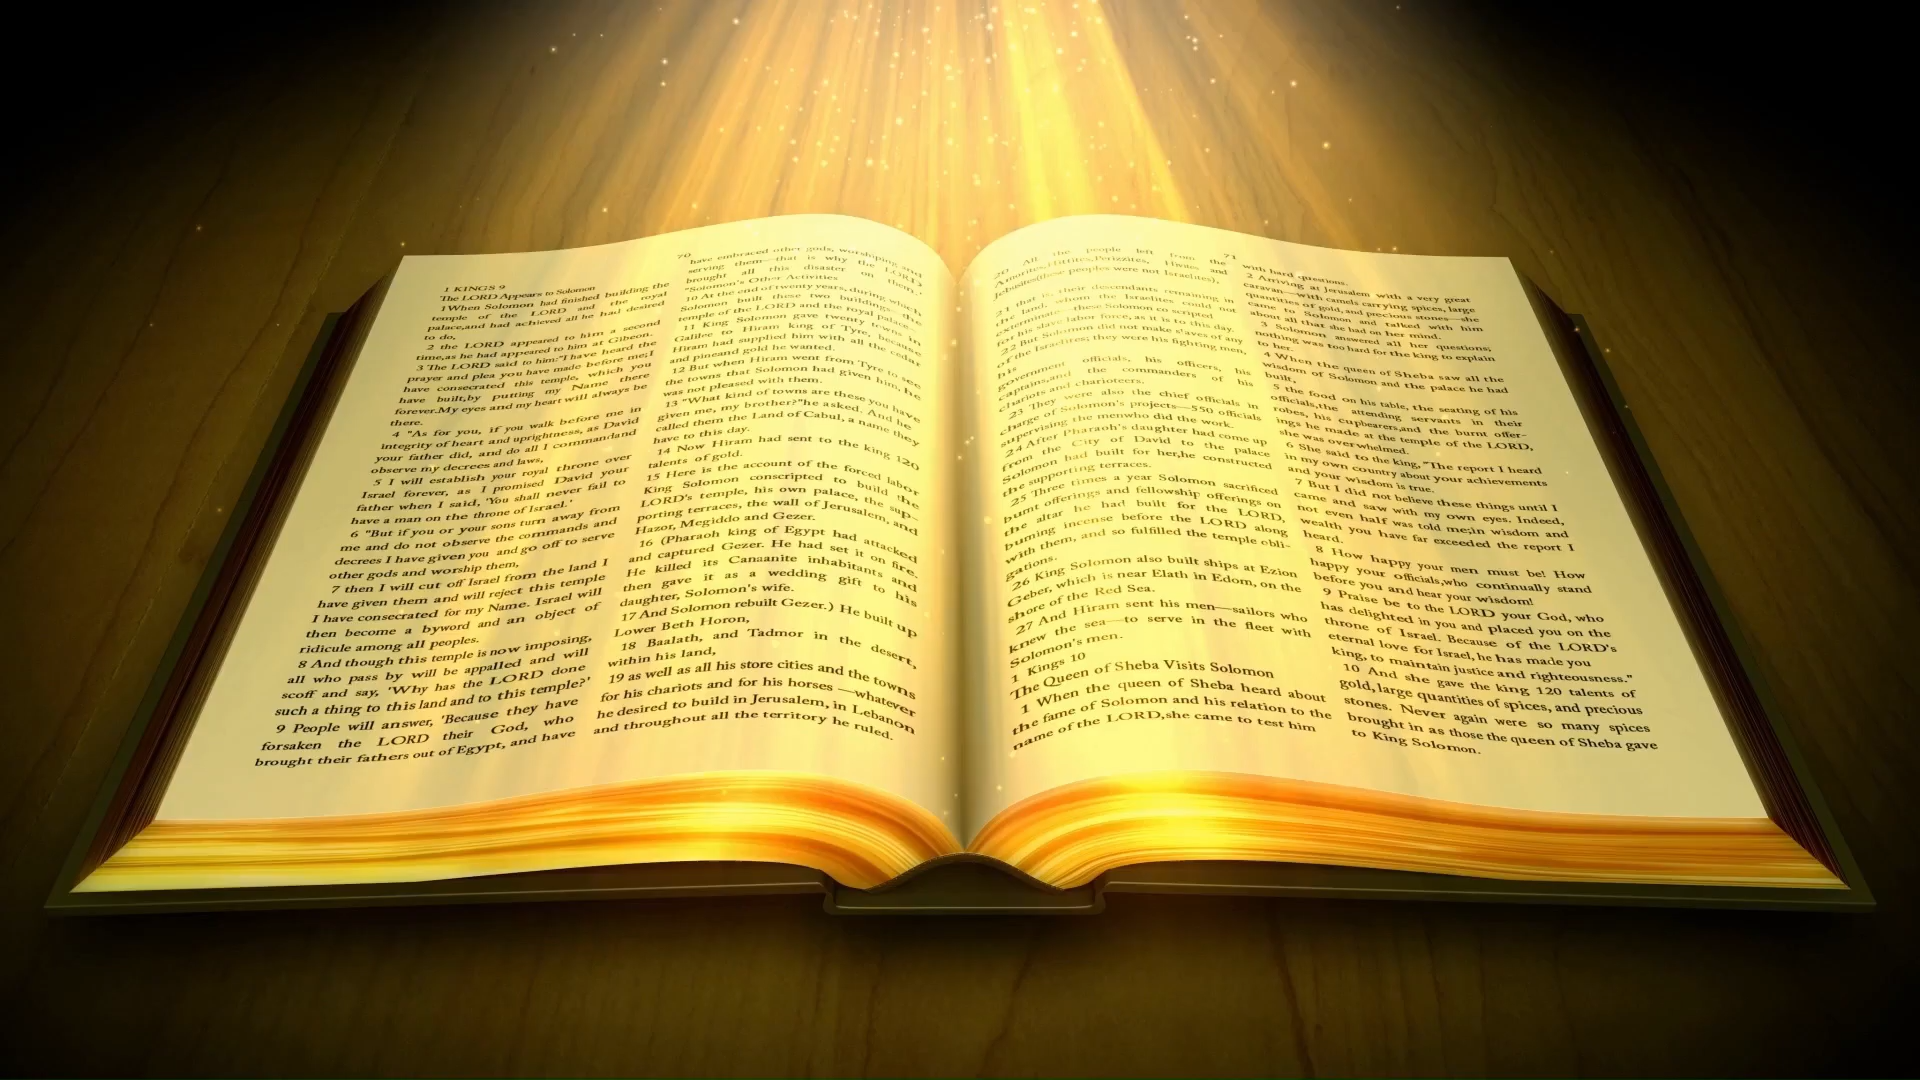 1 KINGS 9
The LORD Appears to Solomon
1When Solomon had finished building the
temple of the LORD and the royal
palace,and had achieved all he had desired
to do,
2 the LORD appeared to him a second
time,as he had appeared to him at Gibeon.
3 The LORD said to him:"I have heard the
prayer and plea you have made before me;I
have consecrated this temple, which you
have built,by putting my Name there
forever.My eyes and my heart will always be
there.
4 "As for you, if you walk before me in
integrity of heart and uprightness, as David
your father did, and do all I commandand
observe my decrees and laws,
5 I will establish your royal throne over
Israel forever, as I promised David your
father when I said, 'You shall never fail to
have a man on the throne of Israel.'
6 "But if you or your sons turn away from
me and do not observe the commands and
decrees I have given you and go off to serve
other gods and worship them,
7 then I will cut off Israel from the land I
have given them and will reject this temple
I have consecrated for my Name. Israel will
then become a byword and an object of
ridicule among all peoples.
8 And though this temple is now imposing,
all who pass by will be appalled and will
scoff and say, 'Why has the LORD done
such a thing to this land and to this temple?'
9 People will answer, 'Because they have
forsaken the LORD their God, who
brought their fathers out of Egypt, and have
70
have embraced other gods, worshiping and
serving them—that is why the LORD
brought all this disaster on them.'
"Solomon's Other Activities
10 At the end of twenty years, during which
Solomon built these two buildings—the
temple of the LORD and the royal palace—
11 King Solomon gave twenty towns in
Galilee to Hiram king of Tyre, because
Hiram had supplied him with all the cedar
and pineand gold he wanted.
12 But when Hiram went from Tyre to see
the towns that Solomon had given him, he
was not pleased with them.
13 "What kind of towns are these you have
given me, my brother?"he asked. And he
called them the Land of Cabul, a name they
have to this day.
14 Now Hiram had sent to the king 120
talents of gold.
15 Here is the account of the forced labor
King Solomon conscripted to build the
LORD's temple, his own palace, the sup-
porting terraces, the wall of Jerusalem, and
Hazor, Megiddo and Gezer.
16 (Pharaoh king of Egypt had attacked
and captured Gezer. He had set it on fire.
He killed its Canaanite inhabitants and
then gave it as a wedding gift to his
daughter, Solomon's wife.
17 And Solomon rebuilt Gezer.) He built up
Lower Beth Horon,
18 Baalath, and Tadmor in the desert,
within his land,
19 as well as all his store cities and the towns
for his chariots and for his horses —whatever
he desired to build in Jerusalem, in Lebanon
and throughout all the territory he ruled.
20 All the people left from the
Amorites,Hittites,Perizzites, Hivites and
Jebusites(these peoples were not Israelites),
21 that is, their descendants remaining in
the land, whom the Israelites could not
exterminate—these Solomon co scripted
for his slave labor force, as it is to this day.
22 But Solomon did not make slaves of any
of the Israelites; they were his fighting men,
his
government officials, his officers, his
captains,and the commanders of his
chariots and charioteers.
23 They were also the chief officials in
charge of Solomon's projects—550 officials
supervising the menwho did the work.
24 After Pharaoh's daughter had come up
from the City of David to the palace
Solomon had built for her,he constructed
the supporting terraces.
25 Three times a year Solomon sacrificed
burnt offerings and fellowship offerings on
the altar he had built for the LORD,
burning incense before the LORD along
with them, and so fulfilled the temple obli-
gations.
26 King Solomon also built ships at Ezion
Geber, which is near Elath in Edom, on the
shore of the Red Sea.
27 And Hiram sent his men—sailors who
knew the sea—to serve in the fleet with
Solomon's men.
1 Kings 10
The Queen of Sheba Visits Solomon
1 When the queen of Sheba heard about
the fame of Solomon and his relation to the
name of the LORD,she came to test him
71
with hard questions.
2 Arriving at Jerusalem with a very great
caravan—with camels carrying spices, large
quantities of gold, and precious stones—she
came to Solomon and talked with him
about all that she had on her mind.
3 Solomon answered all her questions;
nothing was too hard for the king to explain
to her.
4 When the queen of Sheba saw all the
wisdom of Solomon and the palace he had
built,
5 the food on his table, the seating of his
officials,the attending servants in their
robes, his cupbearers,and the burnt offer-
ings he made at the temple of the LORD,
she was overwhelmed.
6 She said to the king,"The report I heard
in my own country about your achievements
and your wisdom is true.
7 But I did not believe these things until I
came and saw with my own eyes. Indeed,
not even half was told me;in wisdom and
wealth you have far exceeded the report I
heard.
8 How happy your men must be! How
happy your officials,who continually stand
before you and hear your wisdom!
9 Praise be to the LORD your God, who
has delighted in you and placed you on the
throne of Israel. Because of the LORD's
eternal love for Israel, he has made you
king, to maintain justice and righteousness."
10 And she gave the king 120 talents of
gold,large quantities of spices, and precious
stones. Never again were so many spices
brought in as those the queen of Sheba gave
to King Solomon.